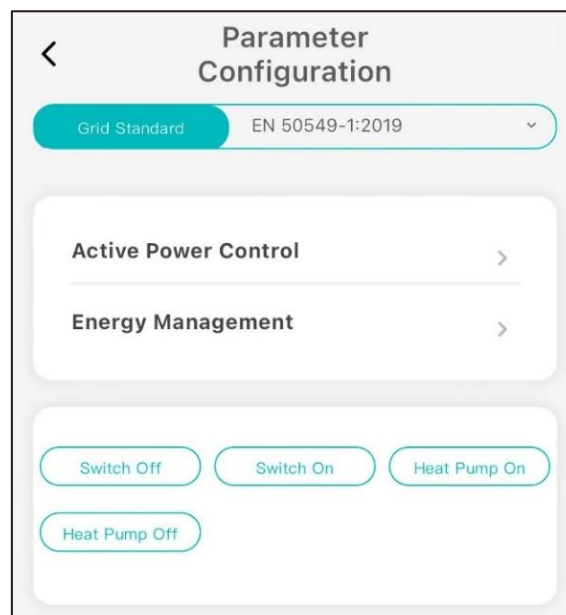 Parameter
Configuration
Grid Standard EN 50549-1:2019
Active Power Control
Energy Management
Switch Off Switch On Heat Pump On
Heat Pump Off